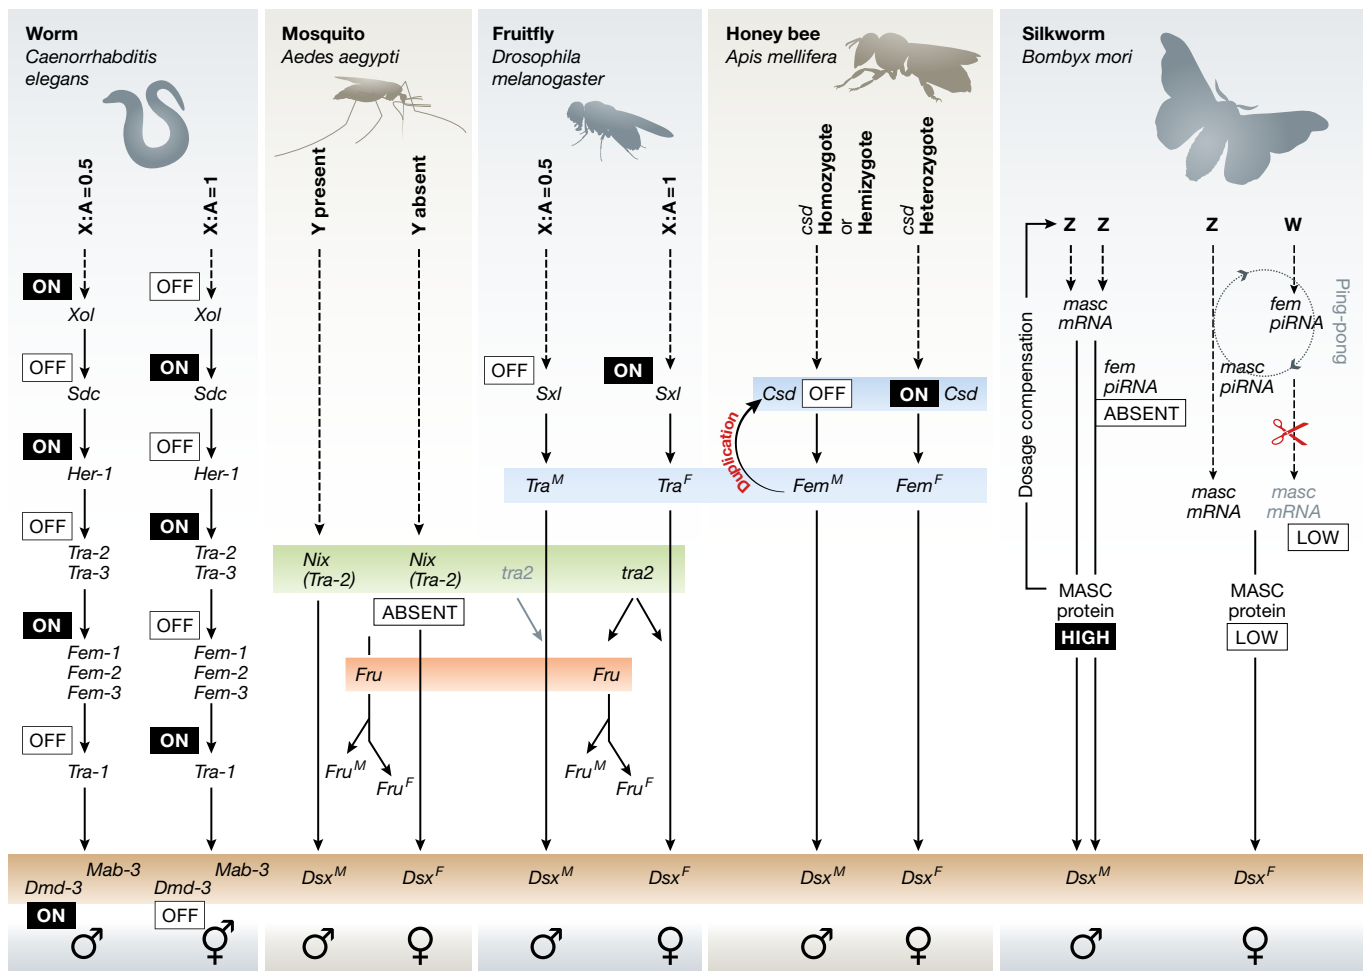 Worm
Caenorrhabditis
elegans
X:A=0.5
X:A=1
ON
Xol
OFF
Xol
OFF
Sdc
ON
Sdc
ON
Her-1
OFF
Her-1
OFF
Tra-2
Tra-3
ON
Tra-2
Tra-3
ON
Fem-1
Fem-2
Fem-3
OFF
Fem-1
Fem-2
Fem-3
OFF
Tra-1
ON
Tra-1
Mab-3
Dmd-3
ON
Mab-3
Dmd-3
OFF
♂
⚥
Mosquito
Aedes aegypti
Y present
Y absent
Nix
(Tra-2)
Nix
(Tra-2)
ABSENT
Fru
Fru M
Fru F
Dsx M
Dsx F
♂
♀
Fruitfly
Drosophila
melanogaster
X:A=0.5
X:A=1
OFF
Sxl
ON
Sxl
Tra M
Tra F
tra2
tra2
Fru
Fru M
Fru F
Dsx M
Dsx F
♂
♀
Honey bee
Apis mellifera
csd
Homozygote
or
Hemizygote
csd
Heterozygote
Csd OFF
ON Csd
Duplication
Fem M
Fem F
Dsx M
Dsx F
♂
♀
Silkworm
Bombyx mori
Z Z
Z
W
Dosage compensation
masc
mRNA
fem
piRNA
ABSENT
fem
piRNA
Ping-pong
masc
piRNA
masc
mRNA
masc
mRNA
LOW
MASC
protein
HIGH
MASC
protein
LOW
Dsx M
Dsx F
♂
♀